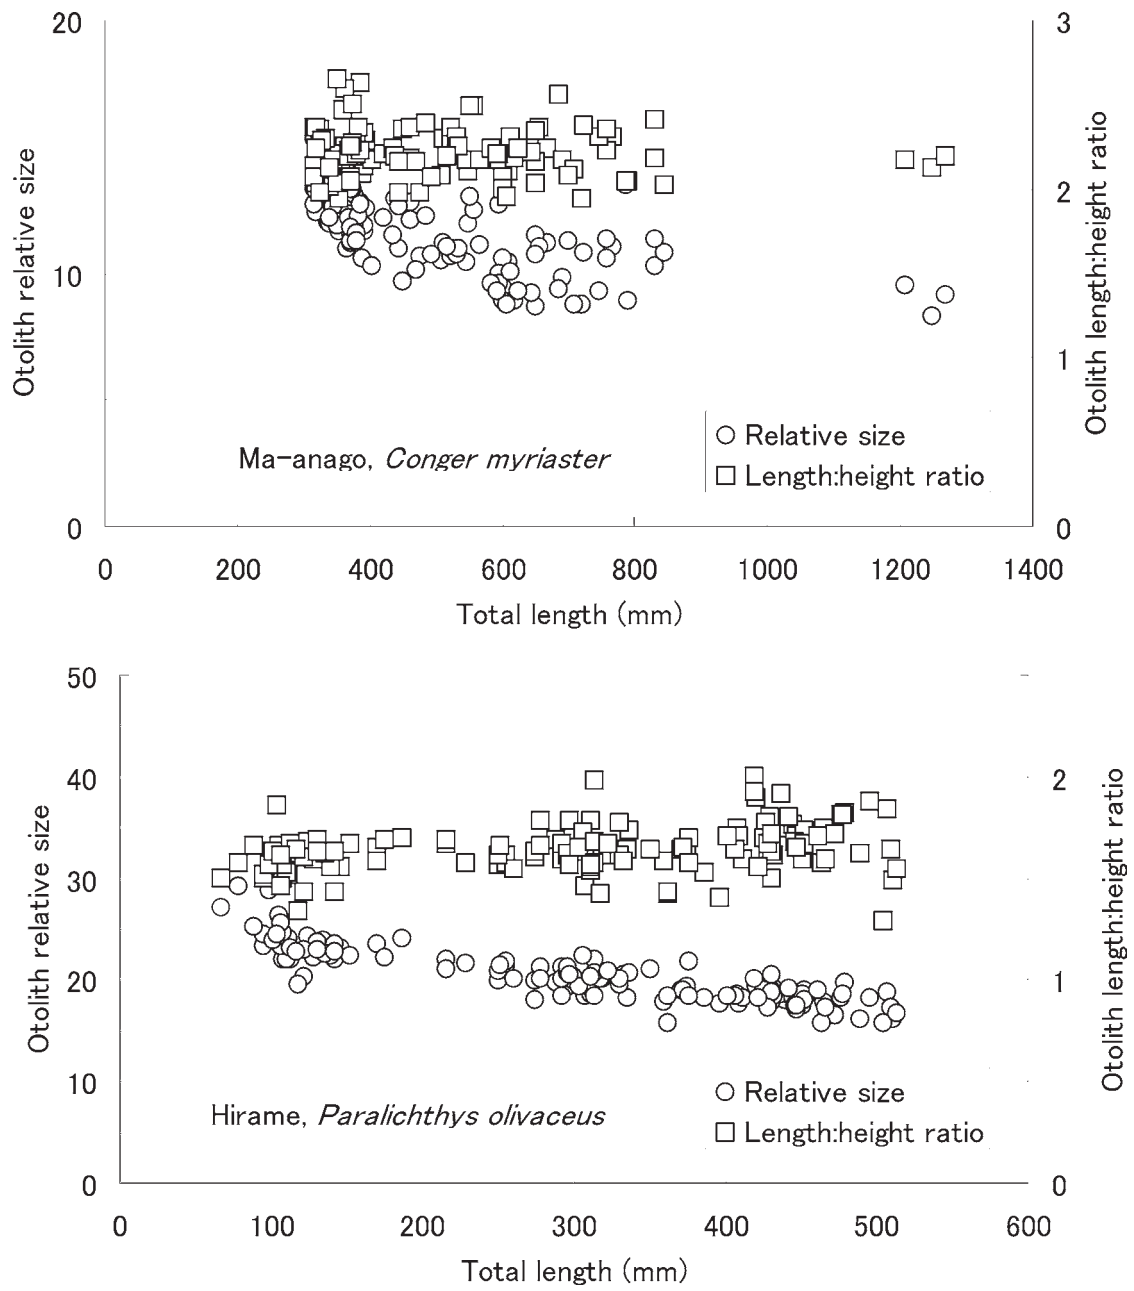 20
3
10
2
1
0
0
Otolith relative size
Otolith length:height ratio
Ma-anago, Conger myriaster
Relative size
Length:height ratio
0 200 400 600 800 1000 1200 1400
Total length (mm)
50
40
2
30
20
1
10
0
0
Otolith relative size
Otolith length:height ratio
Hirame, Paralichthys olivaceus
Relative size
Length:height ratio
0 100 200 300 400 500 600
Total length (mm)